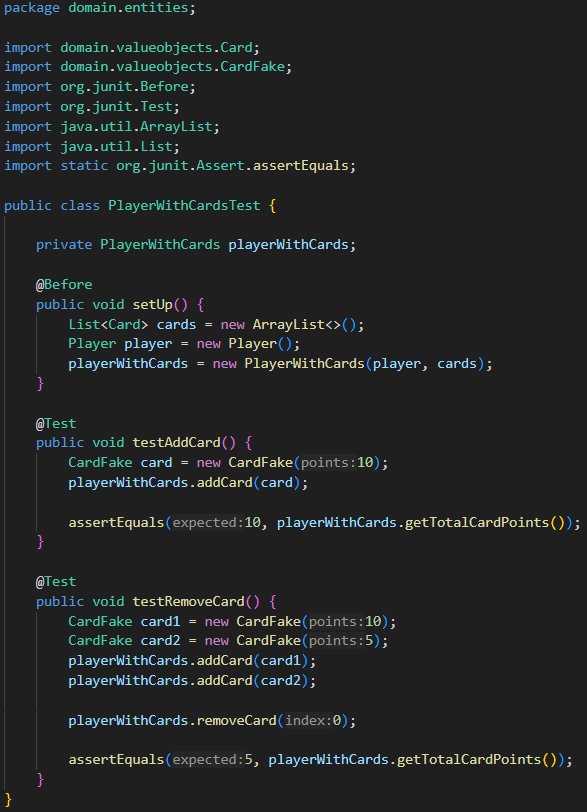 package domain.entities;

import domain.valueobjects.Card;
import domain.valueobjects.CardFake;
import org.junit.Before;
import org.junit.Test;
import java.util.ArrayList;
import java.util.List;
import static org.junit.Assert.assertEquals;

public class PlayerWithCardsTest {

    private PlayerWithCards playerWithCards;

    @Before
    public void setUp() {
        List<Card> cards = new ArrayList<>();
        Player player = new Player();
        playerWithCards = new PlayerWithCards(player, cards);
    }

    @Test
    public void testAddCard() {
        CardFake card = new CardFake(points:10);
        playerWithCards.addCard(card);

        assertEquals(expected:10, playerWithCards.getTotalCardPoints());
    }

    @Test
    public void testRemoveCard() {
        CardFake card1 = new CardFake(points:10);
        CardFake card2 = new CardFake(points:5);
        playerWithCards.addCard(card1);
        playerWithCards.addCard(card2);

        playerWithCards.removeCard(index:0);

        assertEquals(expected:5, playerWithCards.getTotalCardPoints());
    }
}